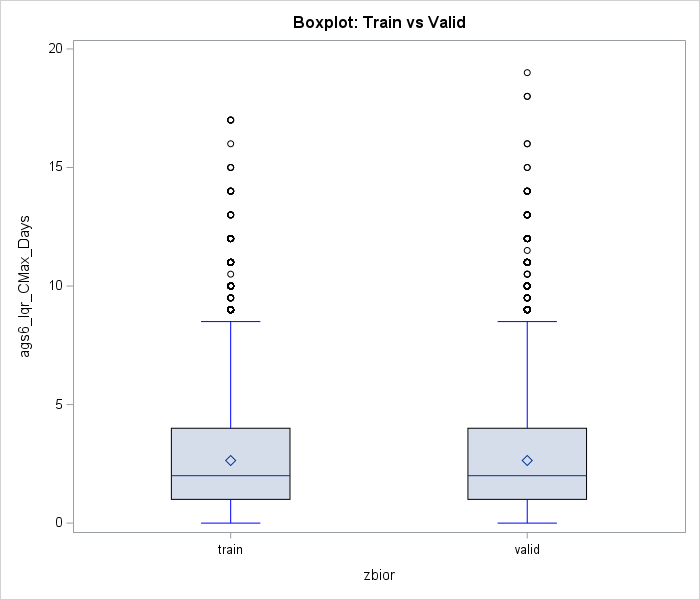 Boxplot: Train vs Valid
20
15
10
5
0
ags6_Iqr_CMax_Days
train
valid
zbior